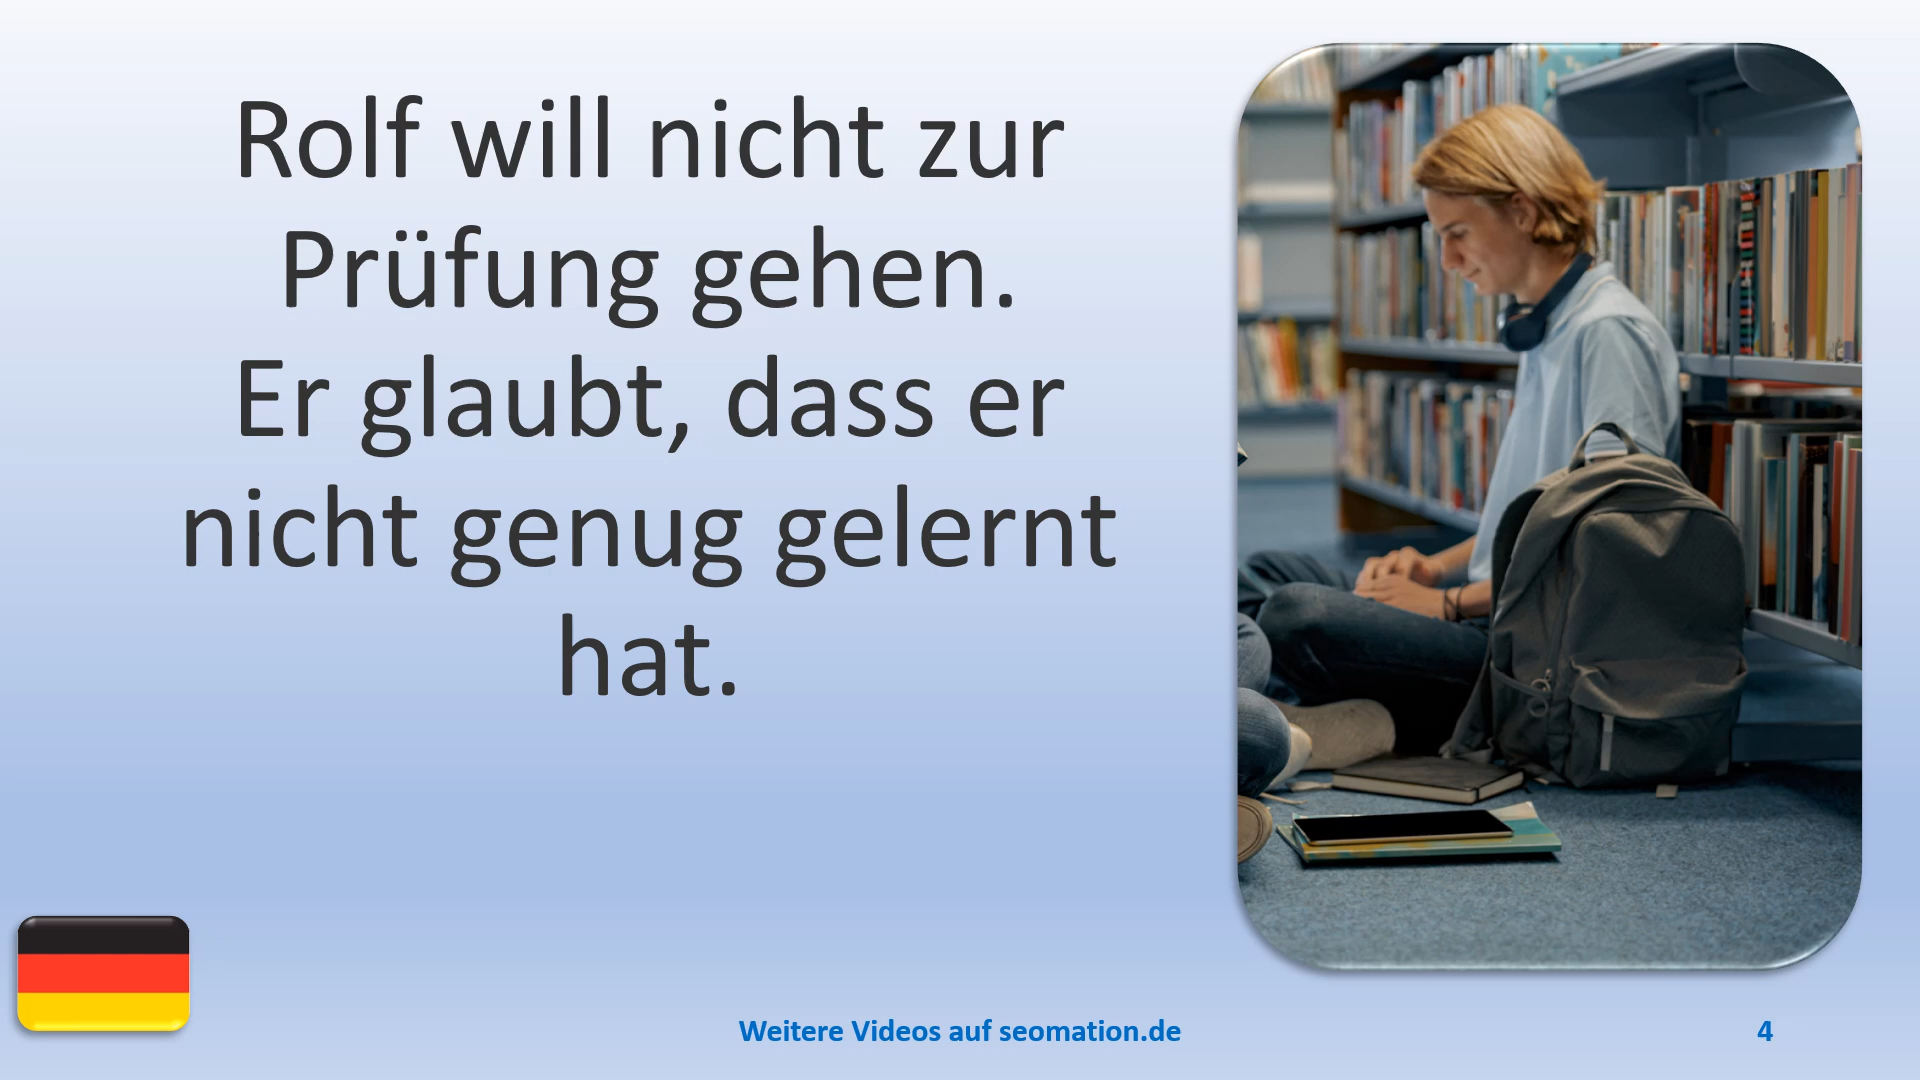 Rolf will nicht zur
Prüfung gehen.
Er glaubt, dass er
nicht genug gelernt
hat.
Weitere Videos auf seomation.de
4